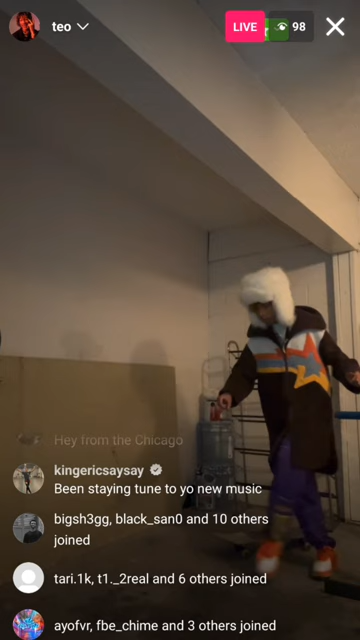 teo
LIVE
98
Hey from the Chicago
kingericsaysay
Been staying tune to yo new music
bigsh3gg, black_san0 and 10 others
joined
tari.1k, t1._2real and 6 others joined
ayofvr, fbe_chime and 3 others joined